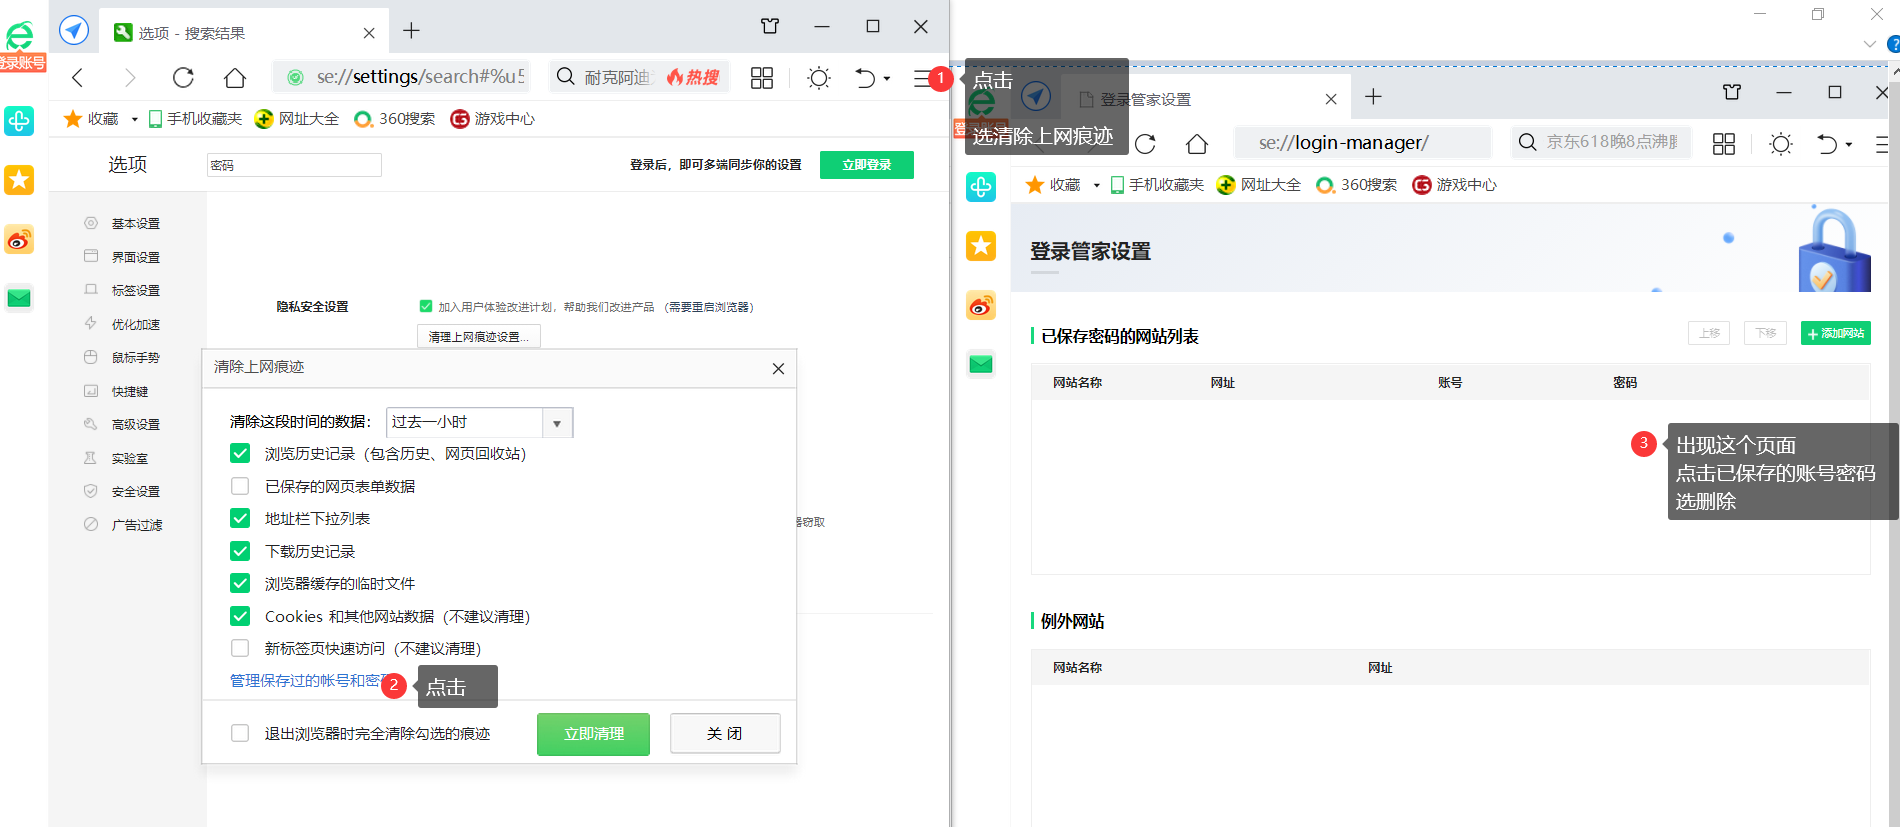 选项 - 搜索结果
登录账号
se://settings/search#%u5
耐克阿迪
热搜
收藏
手机收藏夹
网址大全
360搜索
游戏中心
选项
密码
登录后，即可多端同步你的设置
立即登录
基本设置
界面设置
标签设置
优化加速
鼠标手势
快捷键
高级设置
实验室
安全设置
广告过滤
隐私安全设置
加入用户体验改进计划，帮助我们改进产品 （需要重启浏览器）
清理上网痕迹设置...
器窃取
清除上网痕迹
清除这段时间的数据：
过去一小时
浏览历史记录（包含历史、网页回收站）
已保存的网页表单数据
地址栏下拉列表
下载历史记录
浏览器缓存的临时文件
Cookies 和其他网站数据（不建议清理）
新标签页快速访问（不建议清理）
管理保存过的帐号和密
2
点击
退出浏览器时完全清除勾选的痕迹
立即清理
关 闭
1
点击
选清除上网痕迹
登录管家设置
se://login-manager/
京东618晚8点沸
收藏
手机收藏夹
网址大全
360搜索
游戏中心
登录管家设置
已保存密码的网站列表
上移
下移
添加网站
网站名称
网址
账号
密码
3
出现这个页面
点击已保存的账号密码
选删除
例外网站
网站名称
网址